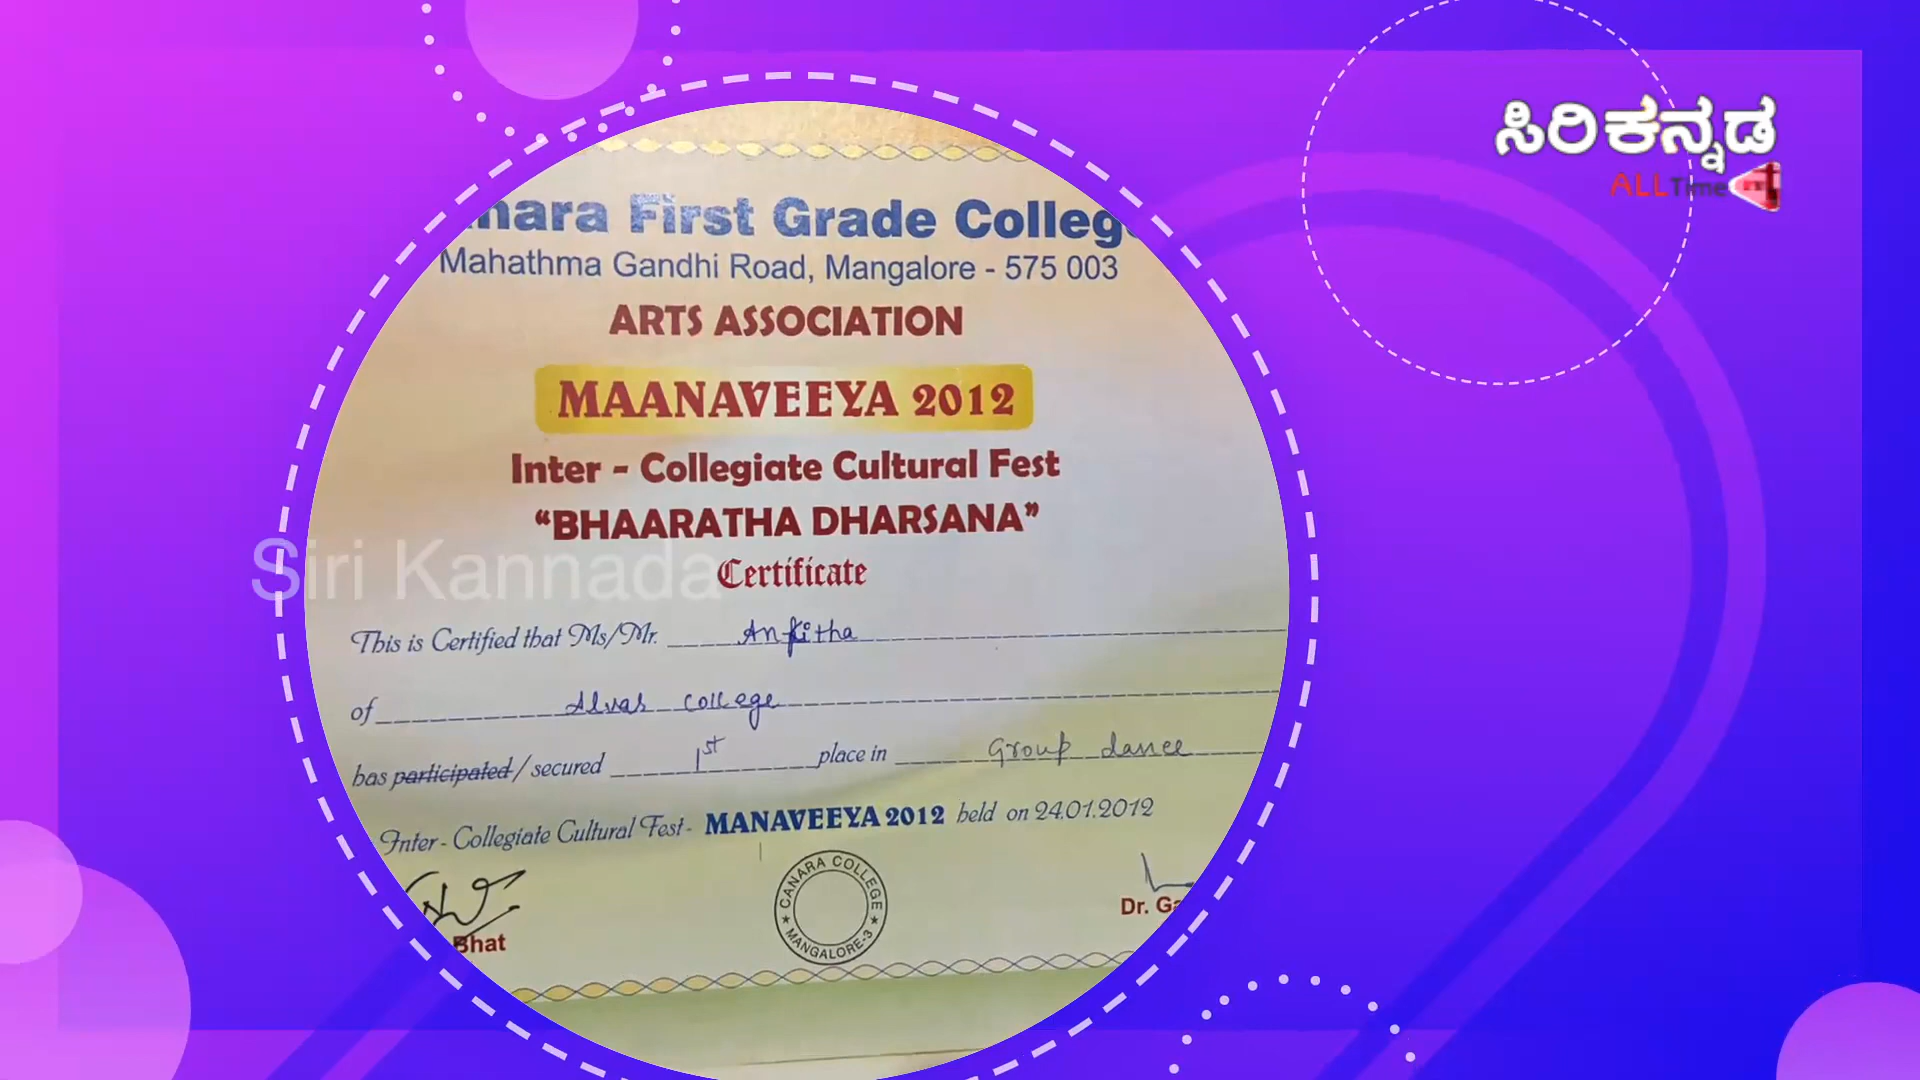 ಸಿರಿಕನ್ನಡ
ALLTime
nara First Grade Colleg
Mahathma Gandhi Road, Mangalore - 575 003
ARTS ASSOCIATION
MAANAVEEYA 2012
Inter - Collegiate Cultural Fest
“BHAARATHA DHARSANA”
Siri Kannada
Certificate
This is Certified that Ms/Mr. Ankitha
of Alvas College
has participated / secured 1st place in Group dance
Inter - Collegiate Cultural Fest - MANAVEEYA 2012 held on 24.01.2012
CANARA COLLEGE
MANGALORE-3
Dr. Ga
Bhat